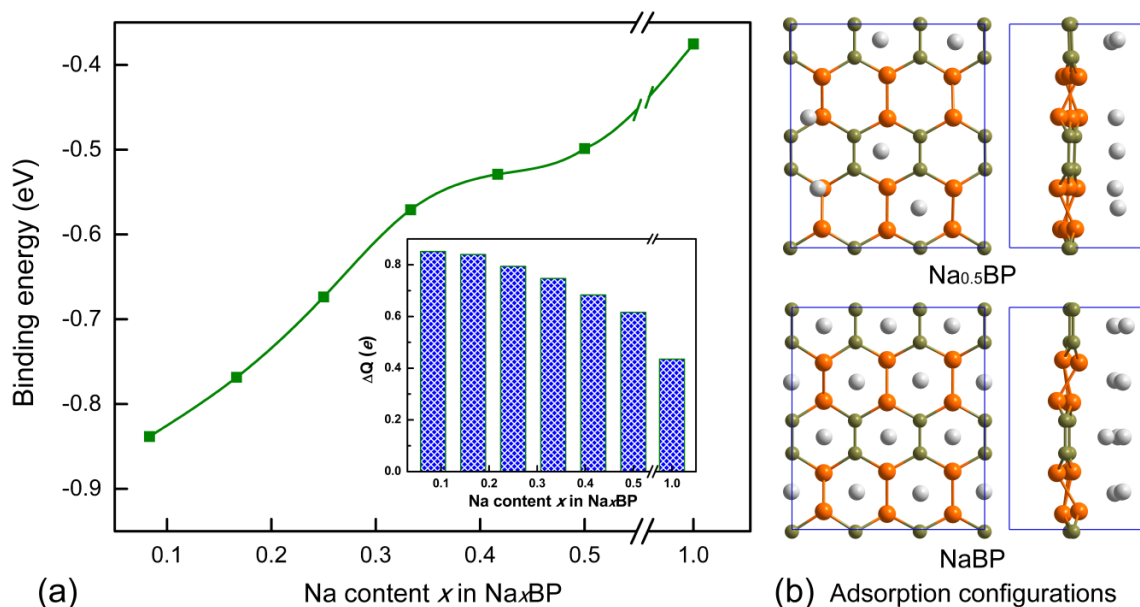 Binding energy (eV)
-0.4
-0.5
-0.6
-0.7
-0.8
-0.9
0.1 0.2 0.3 0.4 0.5 1.0
Na content x in NaxBP
(a)
ΔQ (e)
0.8
0.6
0.4
0.2
0.0
0.1 0.2 0.3 0.4 0.5 1.0
Na content x in NaxBP
Na0.5BP
NaBP
(b) Adsorption configurations